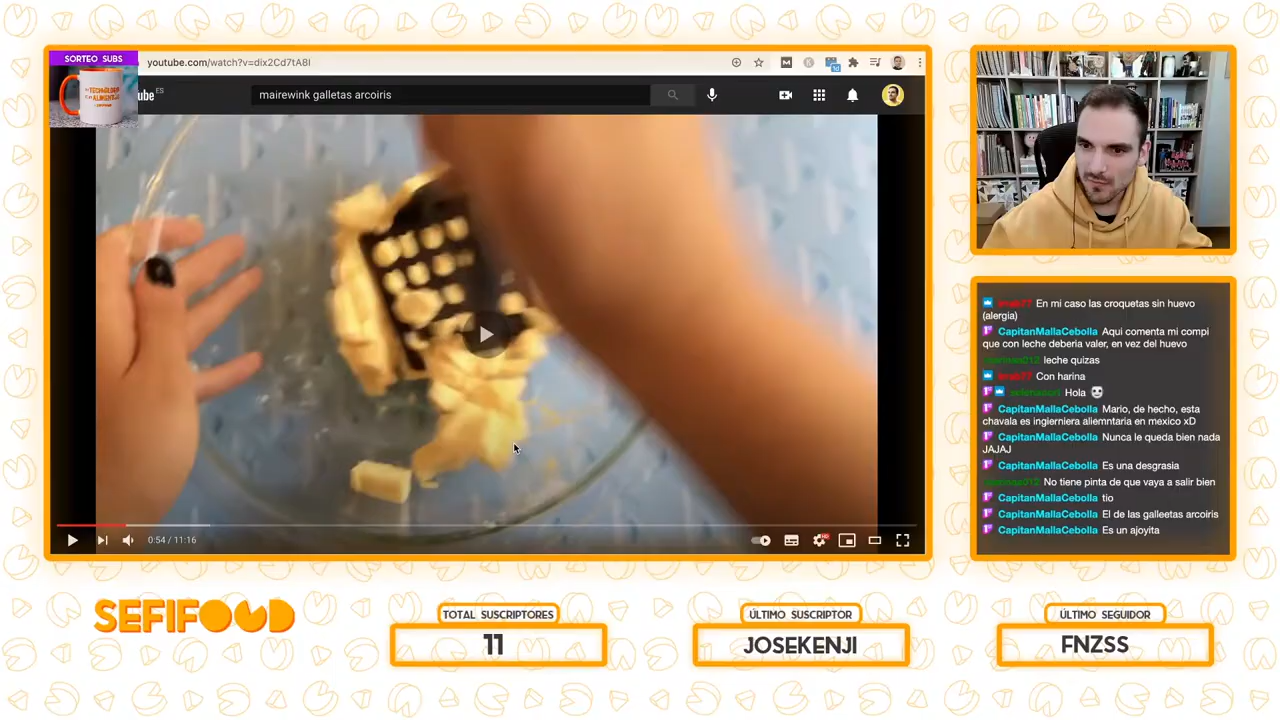 SORTEO SUBS
youtube.com/watch?v=dix2Cd7tA8I
ES
mairewink galletas arcoiris
0:54 / 11:16
En mi caso las croquetas sin huevo
(alergia)
CapitanMallaCebolla Aqui comenta mi compi
que con leche deberia valer, en vez del huevo
leche quizas
Con harina
Hola
CapitanMallaCebolla Mario, de hecho, esta
chavala es ingierniera aliemntaria en mexico xD
CapitanMallaCebolla Nunca le queda bien nada
JAJAJ
CapitanMallaCebolla Es una desgrasia
No tiene pinta de que vaya a salir bien
CapitanMallaCebolla tio
CapitanMallaCebolla El de las galleetas arcoiris
CapitanMallaCebolla Es un ajoyita
SEFIFOOD
TOTAL SUSCRIPTORES
11
ÚLTIMO SUSCRIPTOR
JOSEKENJI
ÚLTIMO SEGUIDOR
FNZSS